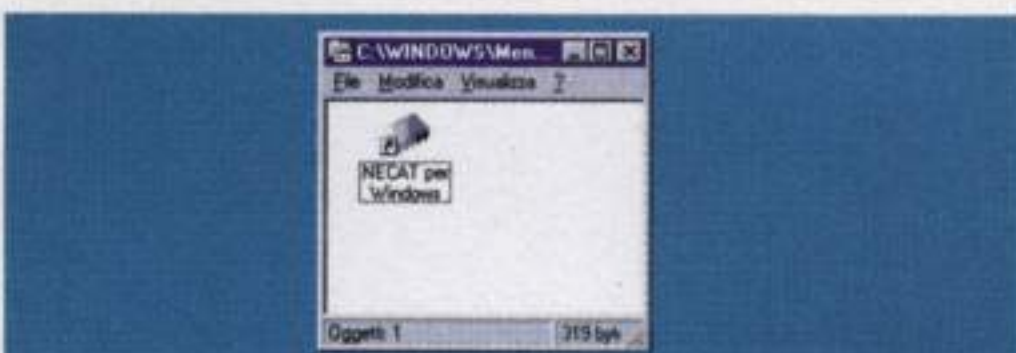 C:\WINDOWS\Men...
File Modifica Visualizza ?
NECAT per
Windows
Oggetti: 1
319 byte